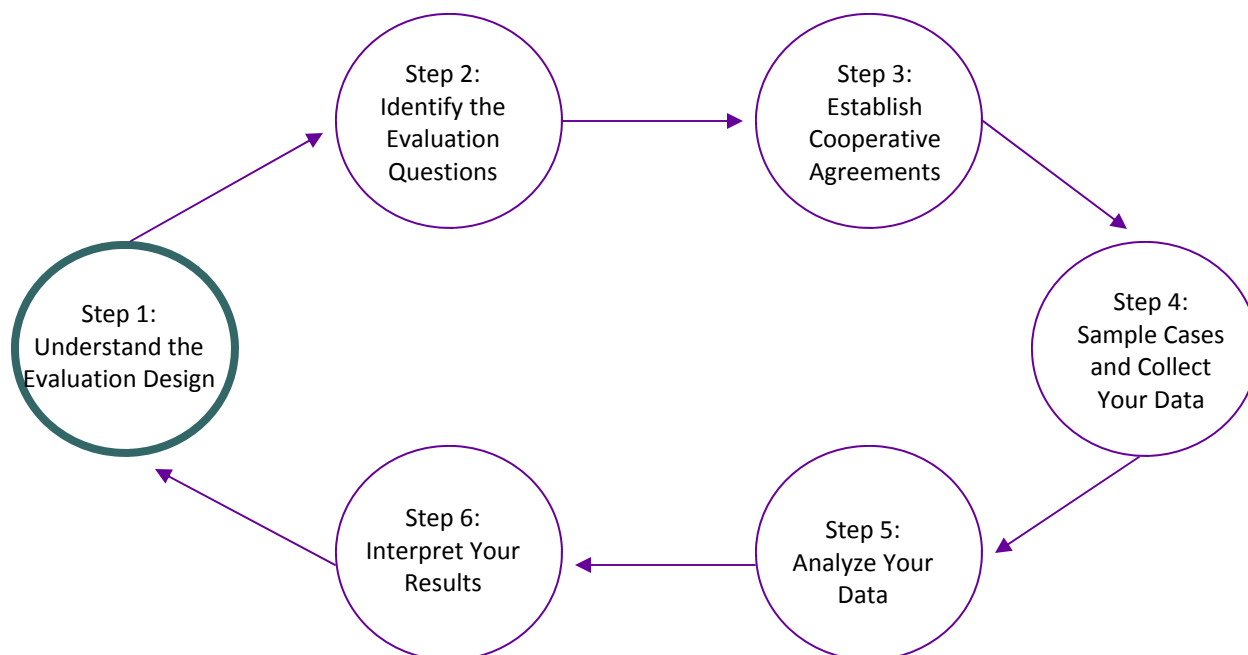 Step 1:
Understand the
Evaluation Design
Step 2:
Identify the
Evaluation
Questions
Step 3:
Establish
Cooperative
Agreements
Step 4:
Sample Cases
and Collect
Your Data
Step 5:
Analyze Your
Data
Step 6:
Interpret Your
Results